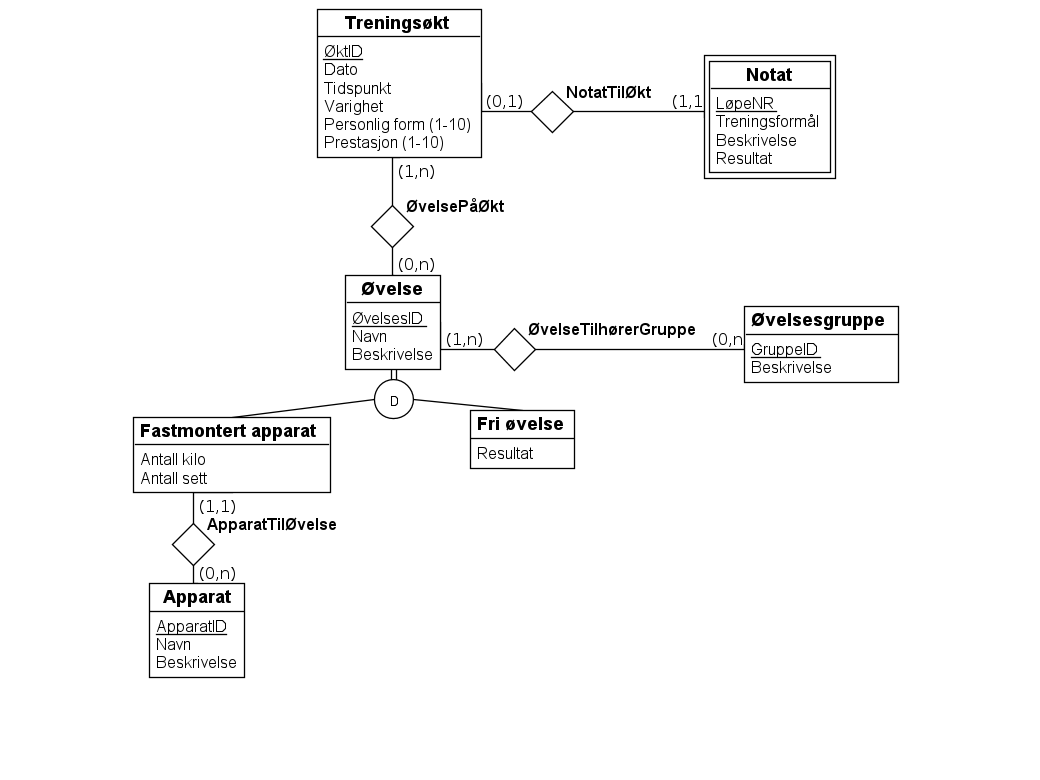 Treningsøkt
ØktID
Dato
Tidspunkt
Varighet
Personlig form (1-10)
Prestasjon (1-10)
(0,1)
NotatTilØkt
(1,1
Notat
LøpeNR
Treningsformål
Beskrivelse
Resultat
(1,n)
ØvelsePåØkt
(0,n)
Øvelse
ØvelsesID
Navn
Beskrivelse
(1,n)
ØvelseTilhørerGruppe
(0,n
Øvelsesgruppe
GruppeID
Beskrivelse
D
Fastmontert apparat
Antall kilo
Antall sett
Fri øvelse
Resultat
(1,1)
ApparatTilØvelse
(0,n)
Apparat
ApparatID
Navn
Beskrivelse